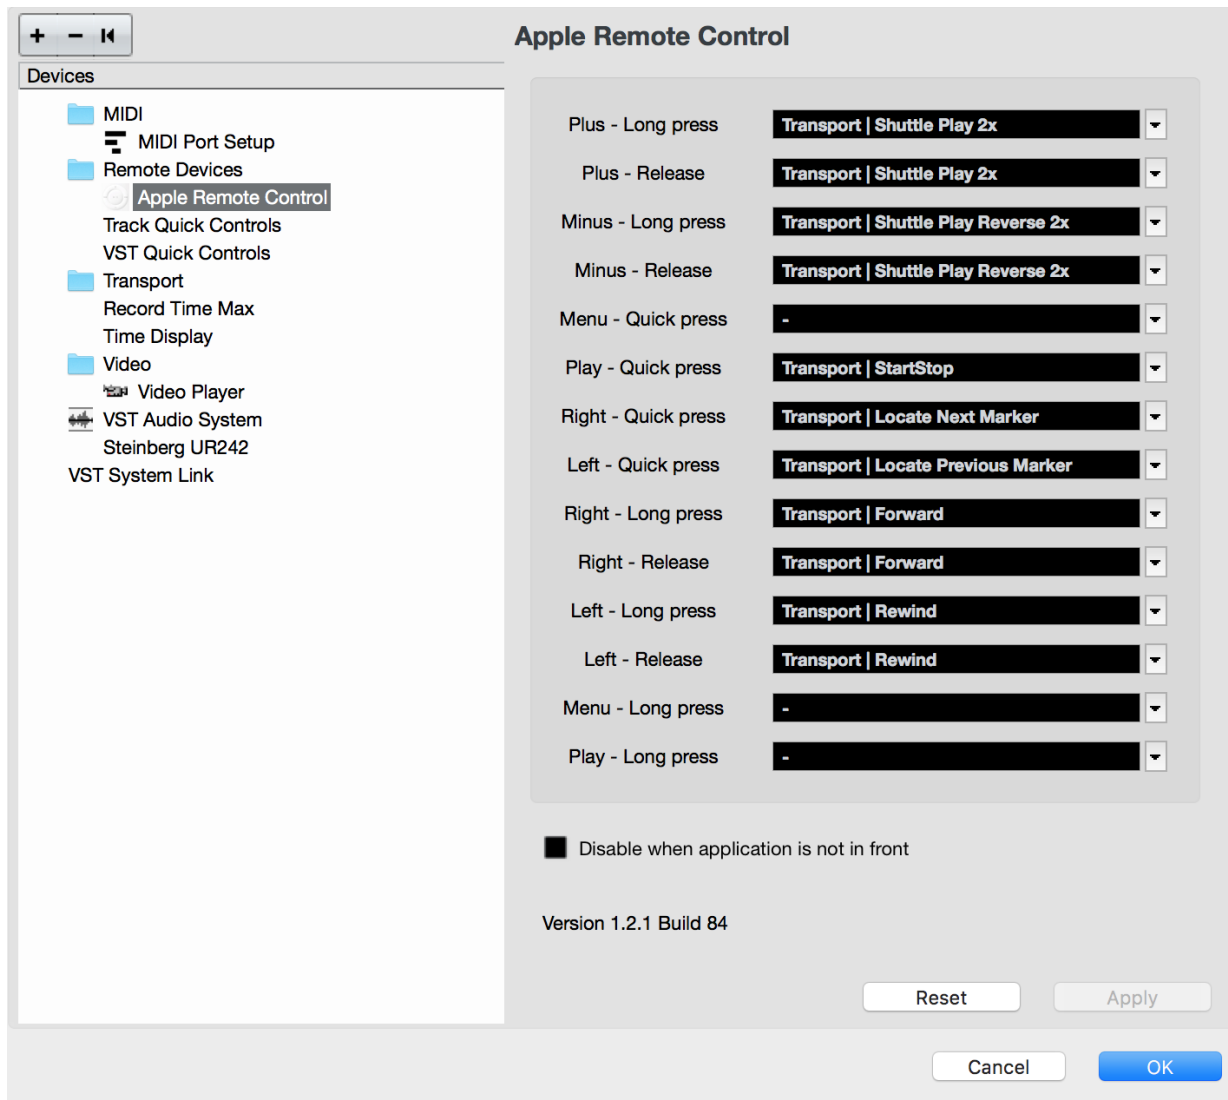 Apple Remote Control
Devices
MIDI
MIDI Port Setup
Remote Devices
Apple Remote Control
Track Quick Controls
VST Quick Controls
Transport
Record Time Max
Time Display
Video
Video Player
VST Audio System
Steinberg UR242
VST System Link
Plus - Long press Transport | Shuttle Play 2x
Plus - Release Transport | Shuttle Play 2x
Minus - Long press Transport | Shuttle Play Reverse 2x
Minus - Release Transport | Shuttle Play Reverse 2x
Menu - Quick press -
Play - Quick press Transport | StartStop
Right - Quick press Transport | Locate Next Marker
Left - Quick press Transport | Locate Previous Marker
Right - Long press Transport | Forward
Right - Release Transport | Forward
Left - Long press Transport | Rewind
Left - Release Transport | Rewind
Menu - Long press -
Play - Long press -
Disable when application is not in front
Version 1.2.1 Build 84
Reset Apply
Cancel OK